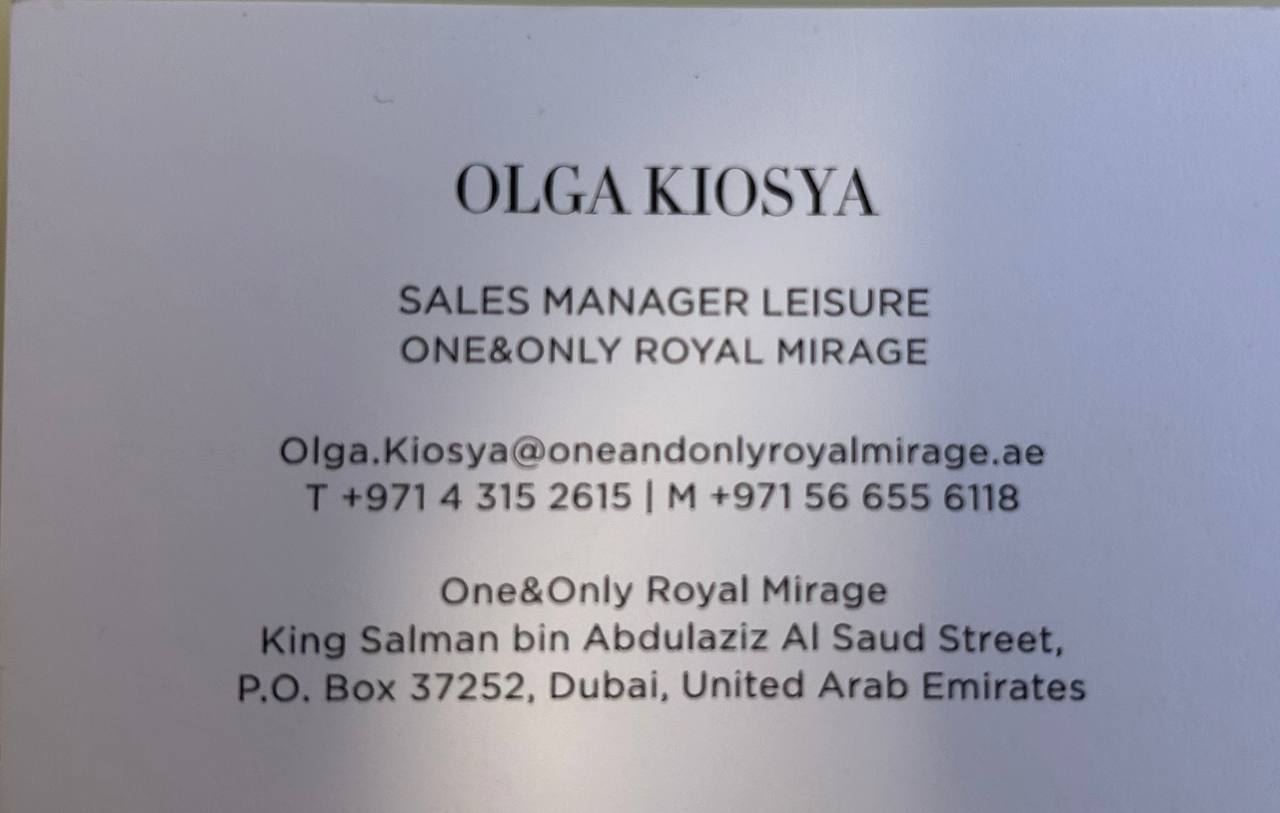 OLGA KIOSYA
SALES MANAGER LEISURE
ONE&ONLY ROYAL MIRAGE
Olga.Kiosya@oneandonlyroyalmirage.ae
T +971 4 315 2615 | M +971 56 655 6118
One&Only Royal Mirage
King Salman bin Abdulaziz Al Saud Street,
P.O. Box 37252, Dubai, United Arab Emirates